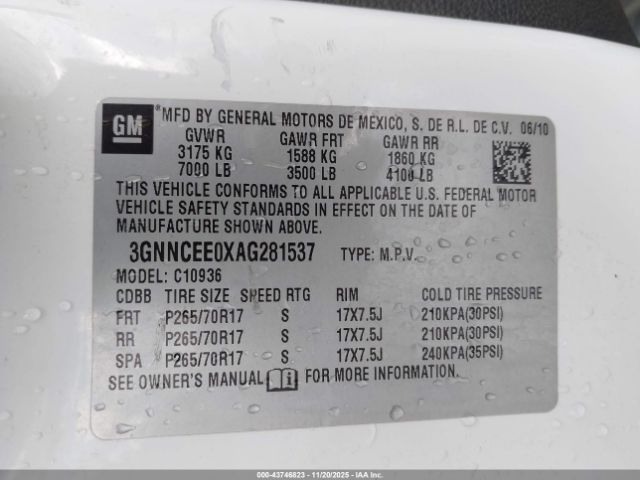 GM ®MFD BY GENERAL MOTORS DE MEXICO, S. DE R.L. DE C.V. 06/10
GVWR GAWR FRT GAWR RR
3175 KG 1588 KG 1860 KG
7000 LB 3500 LB 4100 LB
THIS VEHICLE CONFORMS TO ALL APPLICABLE U.S. FEDERAL MOTOR
VEHICLE SAFETY STANDARDS IN EFFECT ON THE DATE OF
MANUFACTURE SHOWN ABOVE.
3GNNCEE0XAG281537 TYPE: M.P.V.
MODEL: C10936
CDBB TIRE SIZE SPEED RTG RIM COLD TIRE PRESSURE
FRT P265/70R17 S 17X7.5J 210KPA(30PSI)
RR P265/70R17 S 17X7.5J 210KPA(30PSI)
SPA P265/70R17 S 17X7.5J 240KPA(35PSI)
SEE OWNER'S MANUAL FOR MORE INFORMATION.
000-43746823 - 11/20/2025 - IAAI.COM